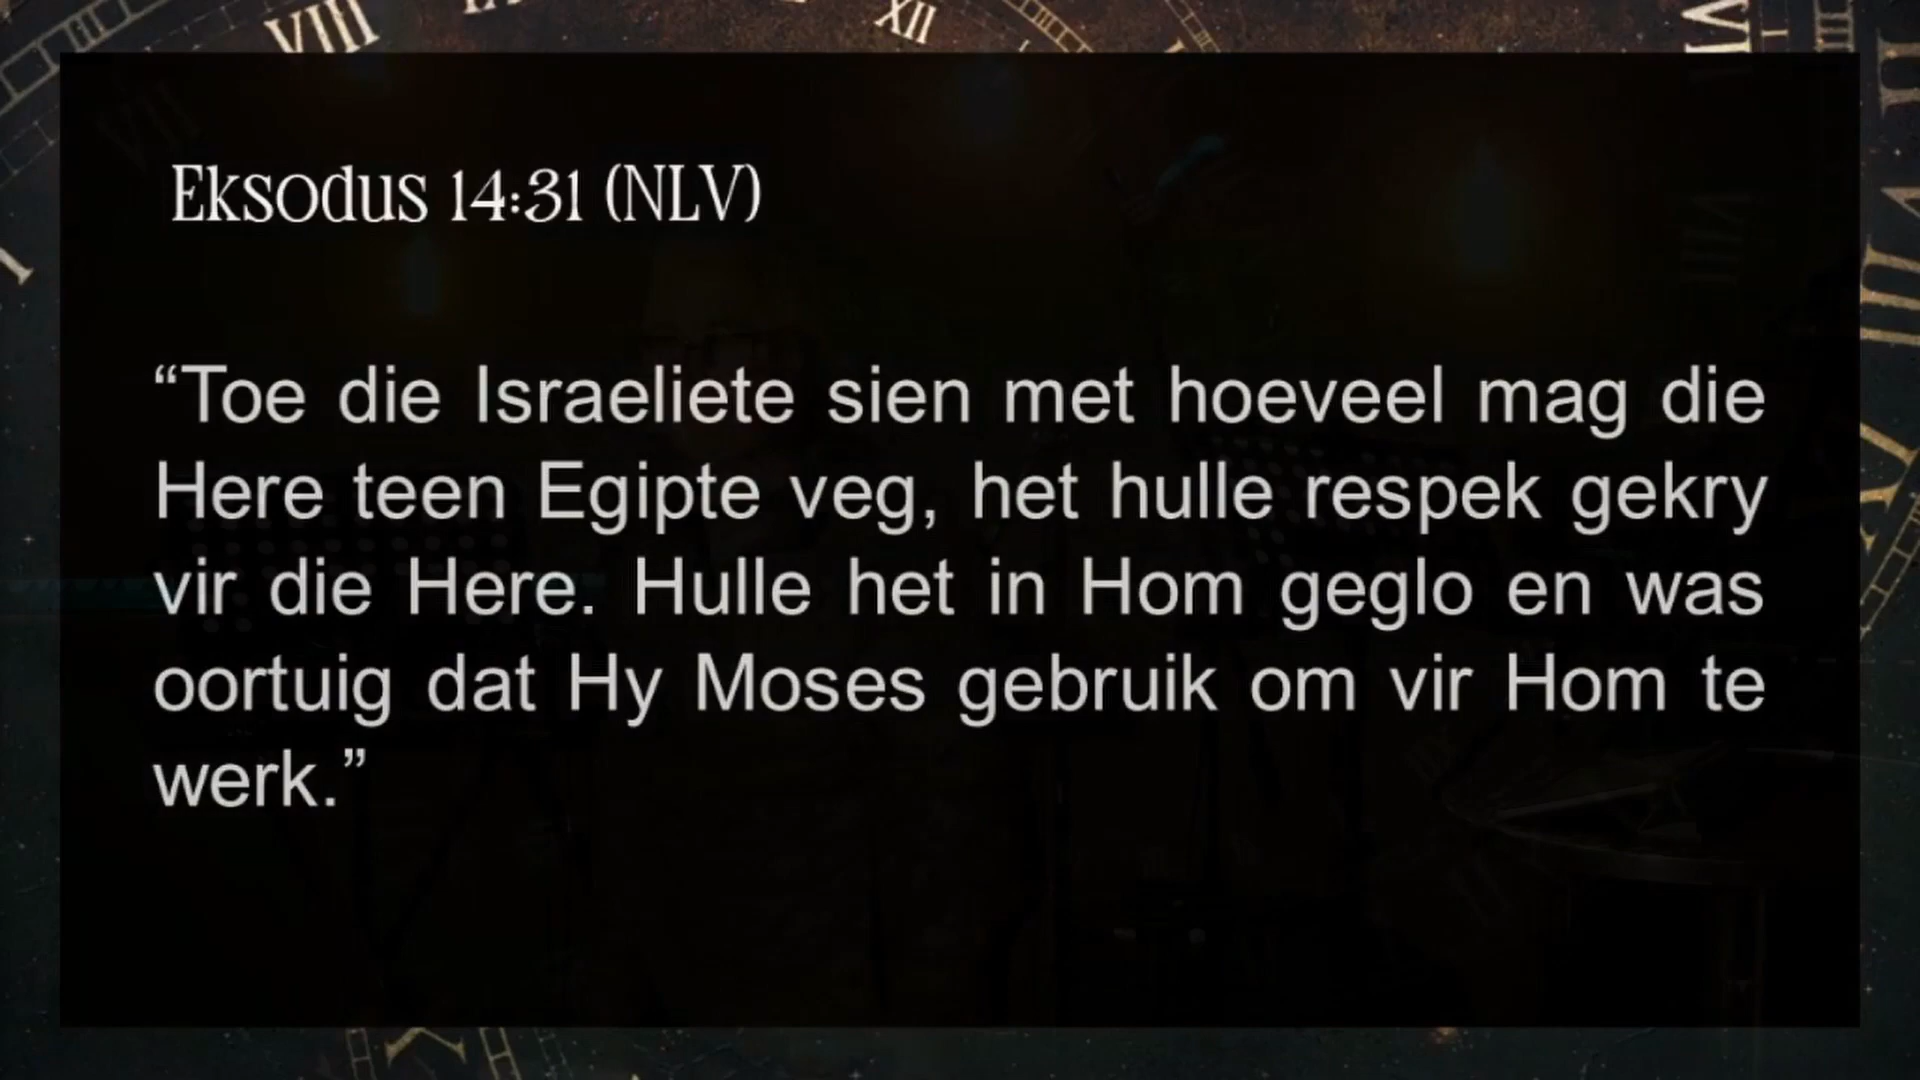 Eksodus 14:31 (NLV)
“Toe die Israeliete sien met hoeveel mag die
Here teen Egipte veg, het hulle respek gekry
vir die Here. Hulle het in Hom geglo en was
oortuig dat Hy Moses gebruik om vir Hom te
werk.”